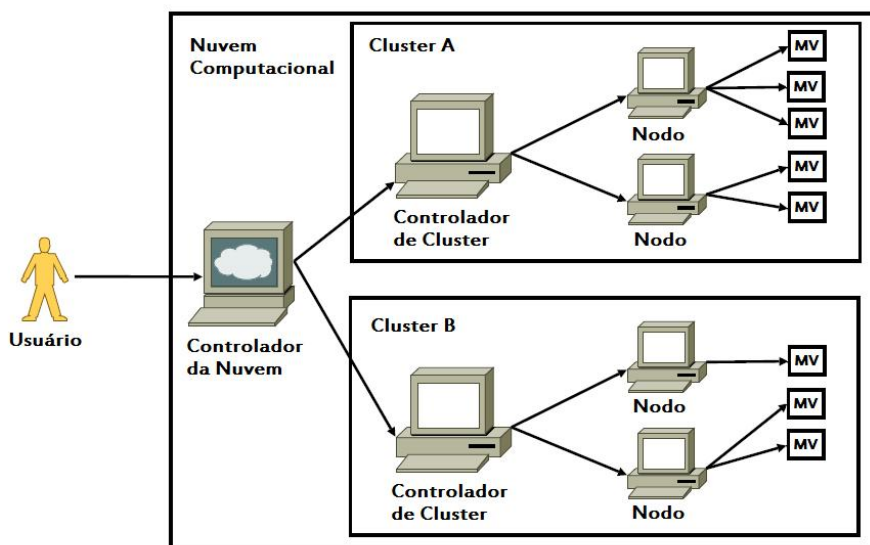 Nuvem
Computacional
Usuário
Controlador
da Nuvem
Cluster A
Controlador
de Cluster
Nodo
MV
MV
MV
Nodo
MV
MV
Cluster B
Controlador
de Cluster
Nodo
MV
Nodo
MV
MV